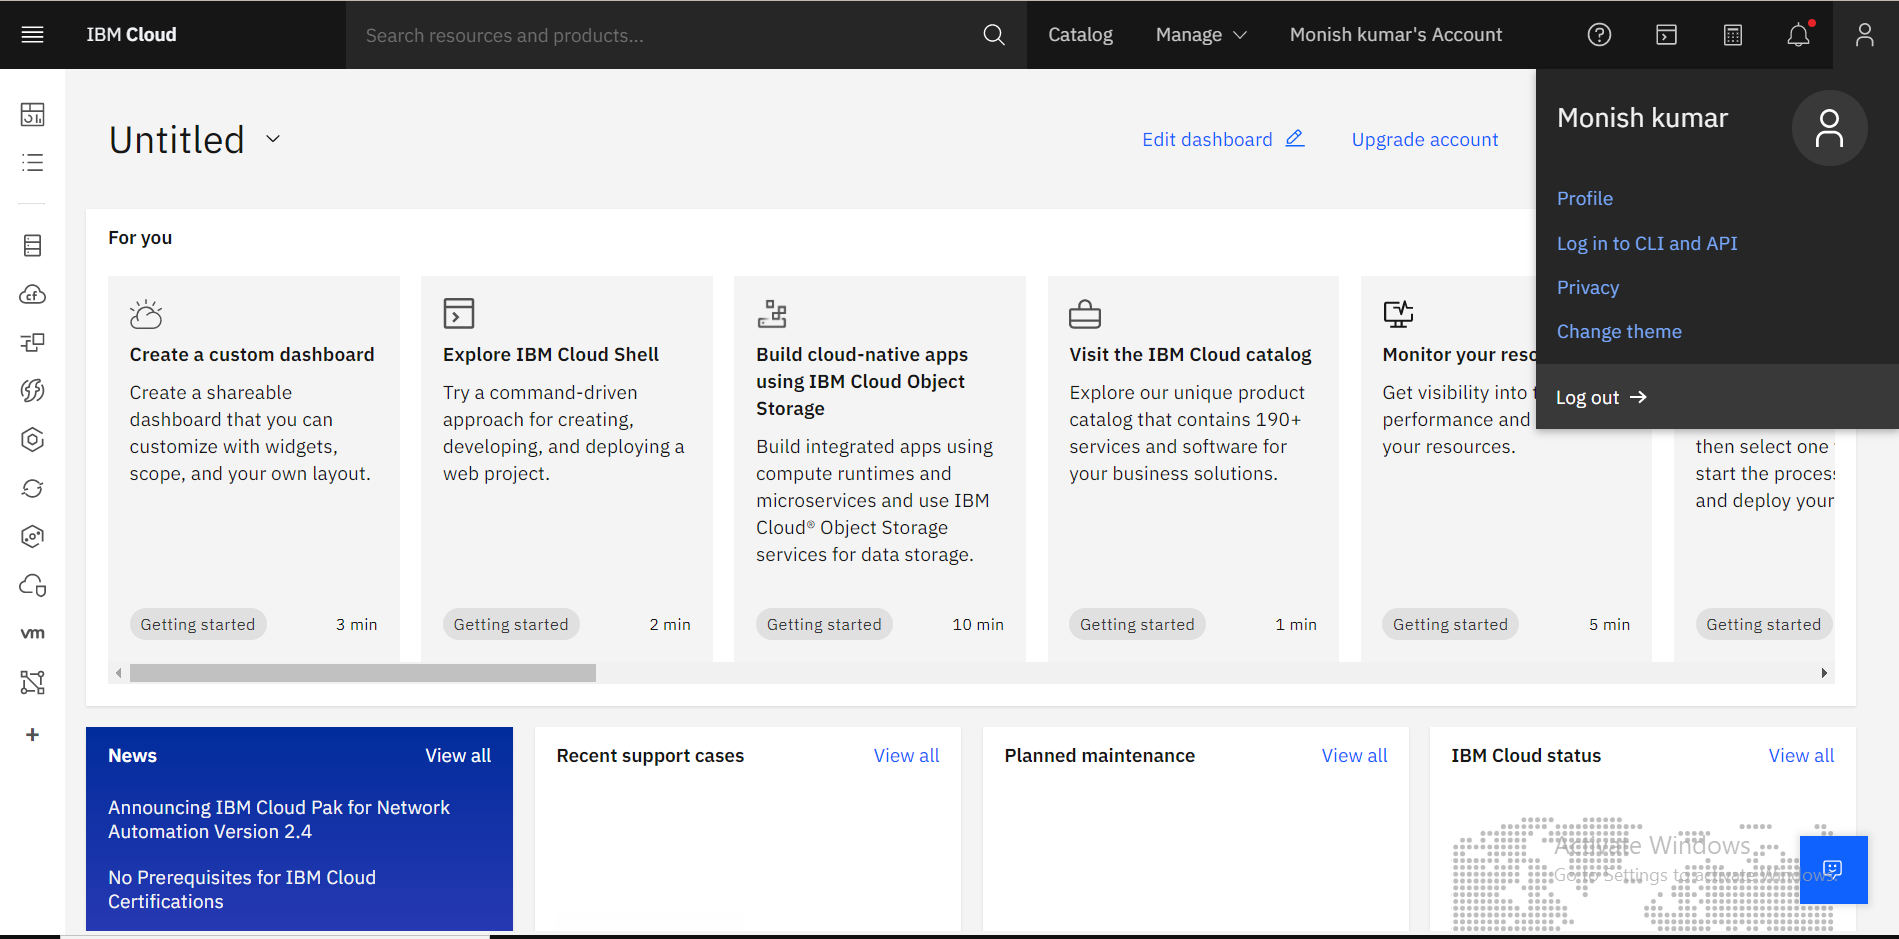 IBM Cloud
Search resources and products...
Catalog
Manage
Monish kumar's Account
Monish kumar
Profile
Log in to CLI and API
Privacy
Change theme
Log out
Untitled
Edit dashboard
Upgrade account
For you
Create a custom dashboard
Create a shareable
dashboard that you can
customize with widgets,
scope, and your own layout.
Getting started
3 min
Explore IBM Cloud Shell
Try a command-driven
approach for creating,
developing, and deploying a
web project.
Getting started
2 min
Build cloud-native apps
using IBM Cloud Object
Storage
Build integrated apps using
compute runtimes and
microservices and use IBM
Cloud® Object Storage
services for data storage.
Getting started
10 min
Visit the IBM Cloud catalog
Explore our unique product
catalog that contains 190+
services and software for
your business solutions.
Getting started
1 min
Monitor your reso
Get visibility into
performance and
your resources.
Getting started
5 min
then select one
start the process
and deploy your
Getting started
cf
vm
+
News
View all
Announcing IBM Cloud Pak for Network
Automation Version 2.4
No Prerequisites for IBM Cloud
Certifications
Recent support cases
View all
Planned maintenance
View all
IBM Cloud status
View all
Activate Windows
Go to Settings to activate Windows.